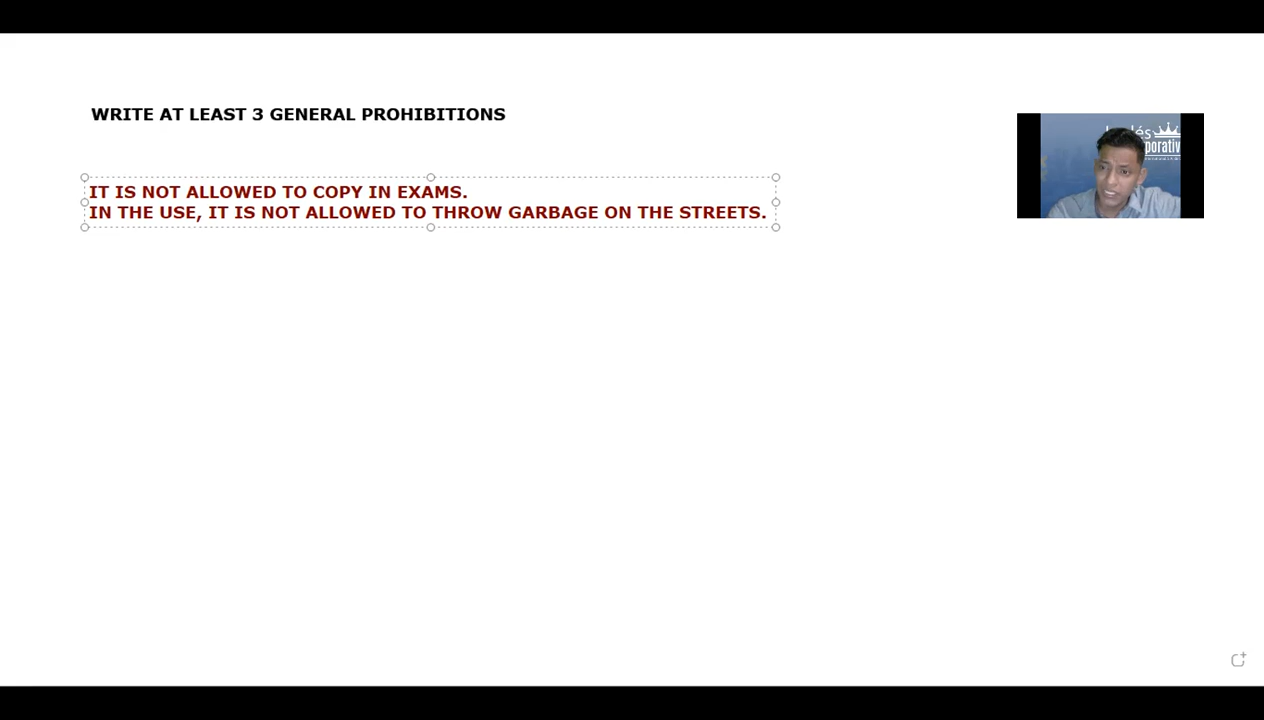 WRITE AT LEAST 3 GENERAL PROHIBITIONS
IT IS NOT ALLOWED TO COPY IN EXAMS.
IN THE USE, IT IS NOT ALLOWED TO THROW GARBAGE ON THE STREETS.